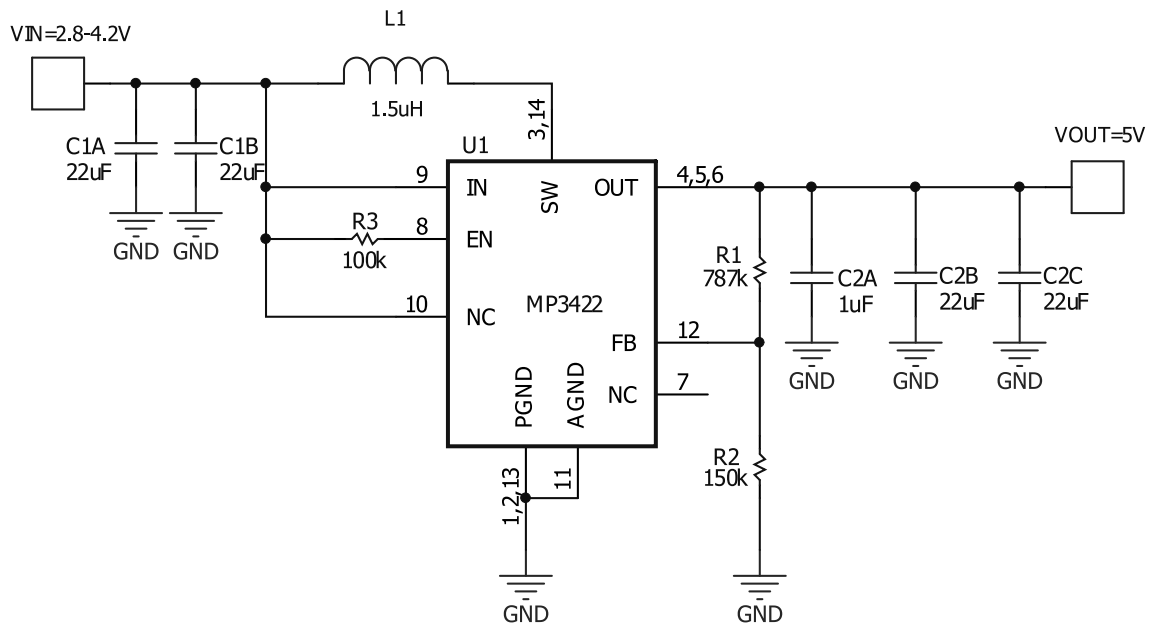 L1
VIN=2.8-4.2V
1.5uH
3,14
C1A
22uF
C1B
22uF
U1
VOUT=5V
9
IN
SW
OUT
4,5,6
GND
GND
R3
100k
8
EN
R1
787k
C2A
1uF
C2B
22uF
C2C
22uF
10
NC
MP3422
FB
12
GND
GND
GND
PGND
AGND
NC
7
R2
150k
1,2,13
11
GND
GND